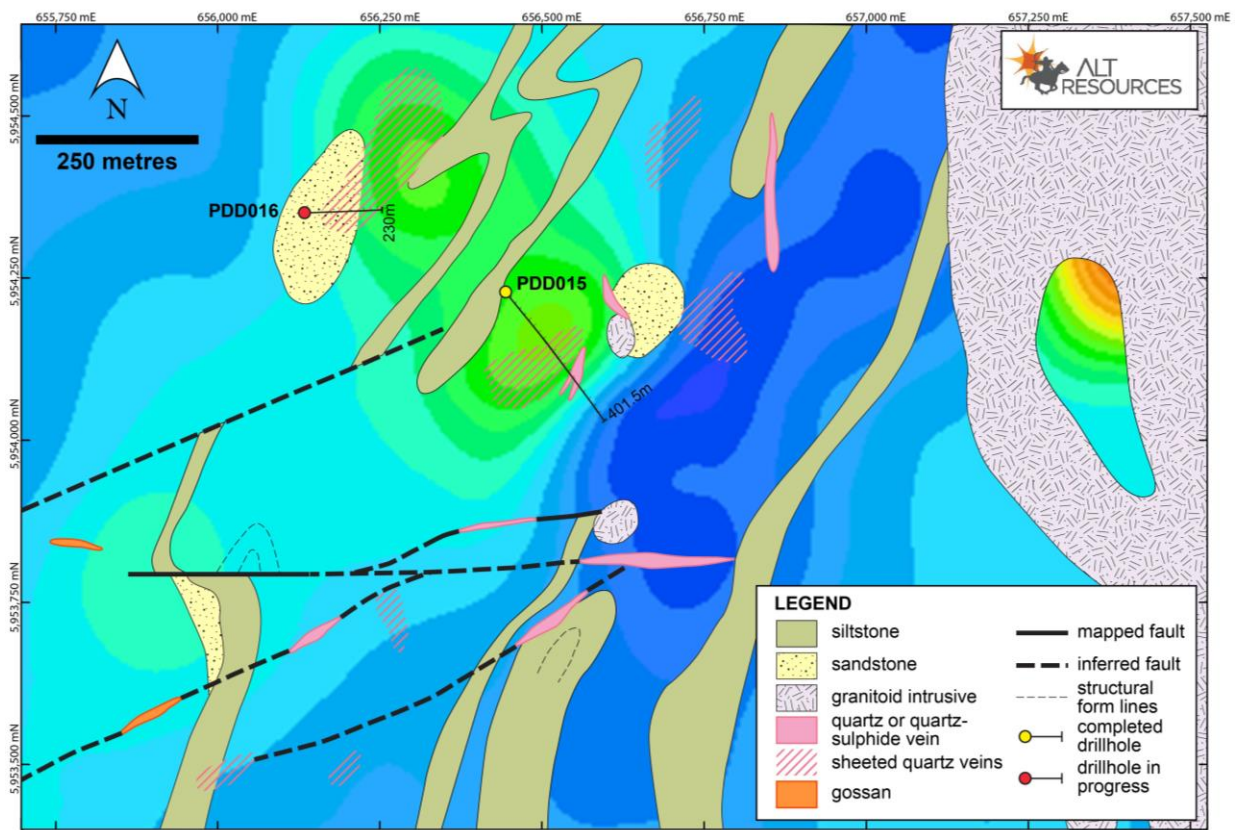 655,750 mE 656,000 mE 656,250 mE 656,500 mE 656,750 mE 657,000 mE 657,250 mE 657,500 mE
5,954,500 mN
5,954,250 mN
5,954,000 mN
5,953,750 mN
5,953,500 mN
N
250 metres
ALT
RESOURCES
PDD016
230m
PDD015
401.5m
LEGEND
siltstone
sandstone
granitoid intrusive
quartz or quartz-
sulphide vein
sheeted quartz veins
gossan
mapped fault
inferred fault
structural
form lines
completed
drillhole
drillhole in
progress